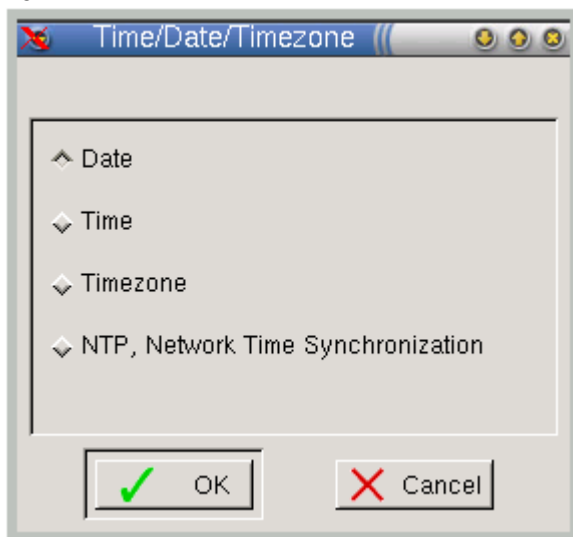 Time/Date/Timezone
Date
Time
Timezone
NTP, Network Time Synchronization
OK
Cancel